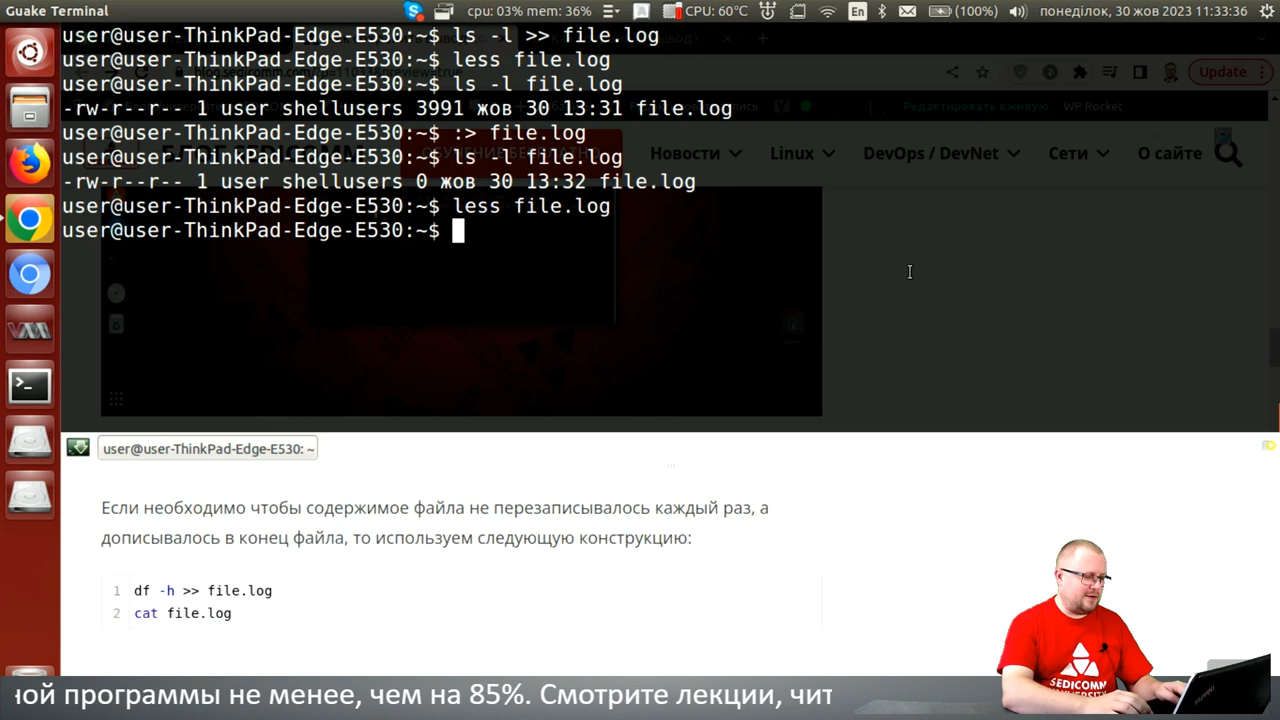 Guake Terminal
cpu: 03% mem: 36%
CPU: 60°C
En
(100%)
понеділок, 30 жов 2023 11:33:36
user@user-ThinkPad-Edge-E530:~$ ls -l >> file.log
user@user-ThinkPad-Edge-E530:~$ less file.log
user@user-ThinkPad-Edge-E530:~$ ls -l file.log
-rw-r--r-- 1 user shellusers 3991 жов 30 13:31 file.log
user@user-ThinkPad-Edge-E530:~$ :> file.log
user@user-ThinkPad-Edge-E530:~$ ls -l file.log
-rw-r--r-- 1 user shellusers 0 жов 30 13:32 file.log
user@user-ThinkPad-Edge-E530:~$ less file.log
user@user-ThinkPad-Edge-E530:~$
Update
Редактировать вживую
WP Rocket
Новости
Linux
DevOps / DevNet
Сети
О сайте
user@user-ThinkPad-Edge-E530: ~
Если необходимо чтобы содержимое файла не перезаписывалось каждый раз, а
дописывалось в конец файла, то используем следующую конструкцию:
1 df -h >> file.log
2 cat file.log
SEDICOMM
UNIVERSITY
ной программы не менее, чем на 85%. Смотрите лекции, чит